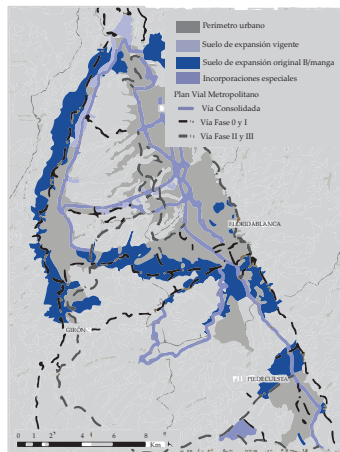 Perímetro urbano
Suelo de expansión vigente
Suelo de expansión original B/manga
Incorporaciones especiales
Plan Vial Metropolitano
Vía Consolidada
Vía Fase 0 y I
Vía Fase II y III
FLORIDABLANCA
GIRÓN
PIEDECUESTA
0 1 2 4 6 8
Km